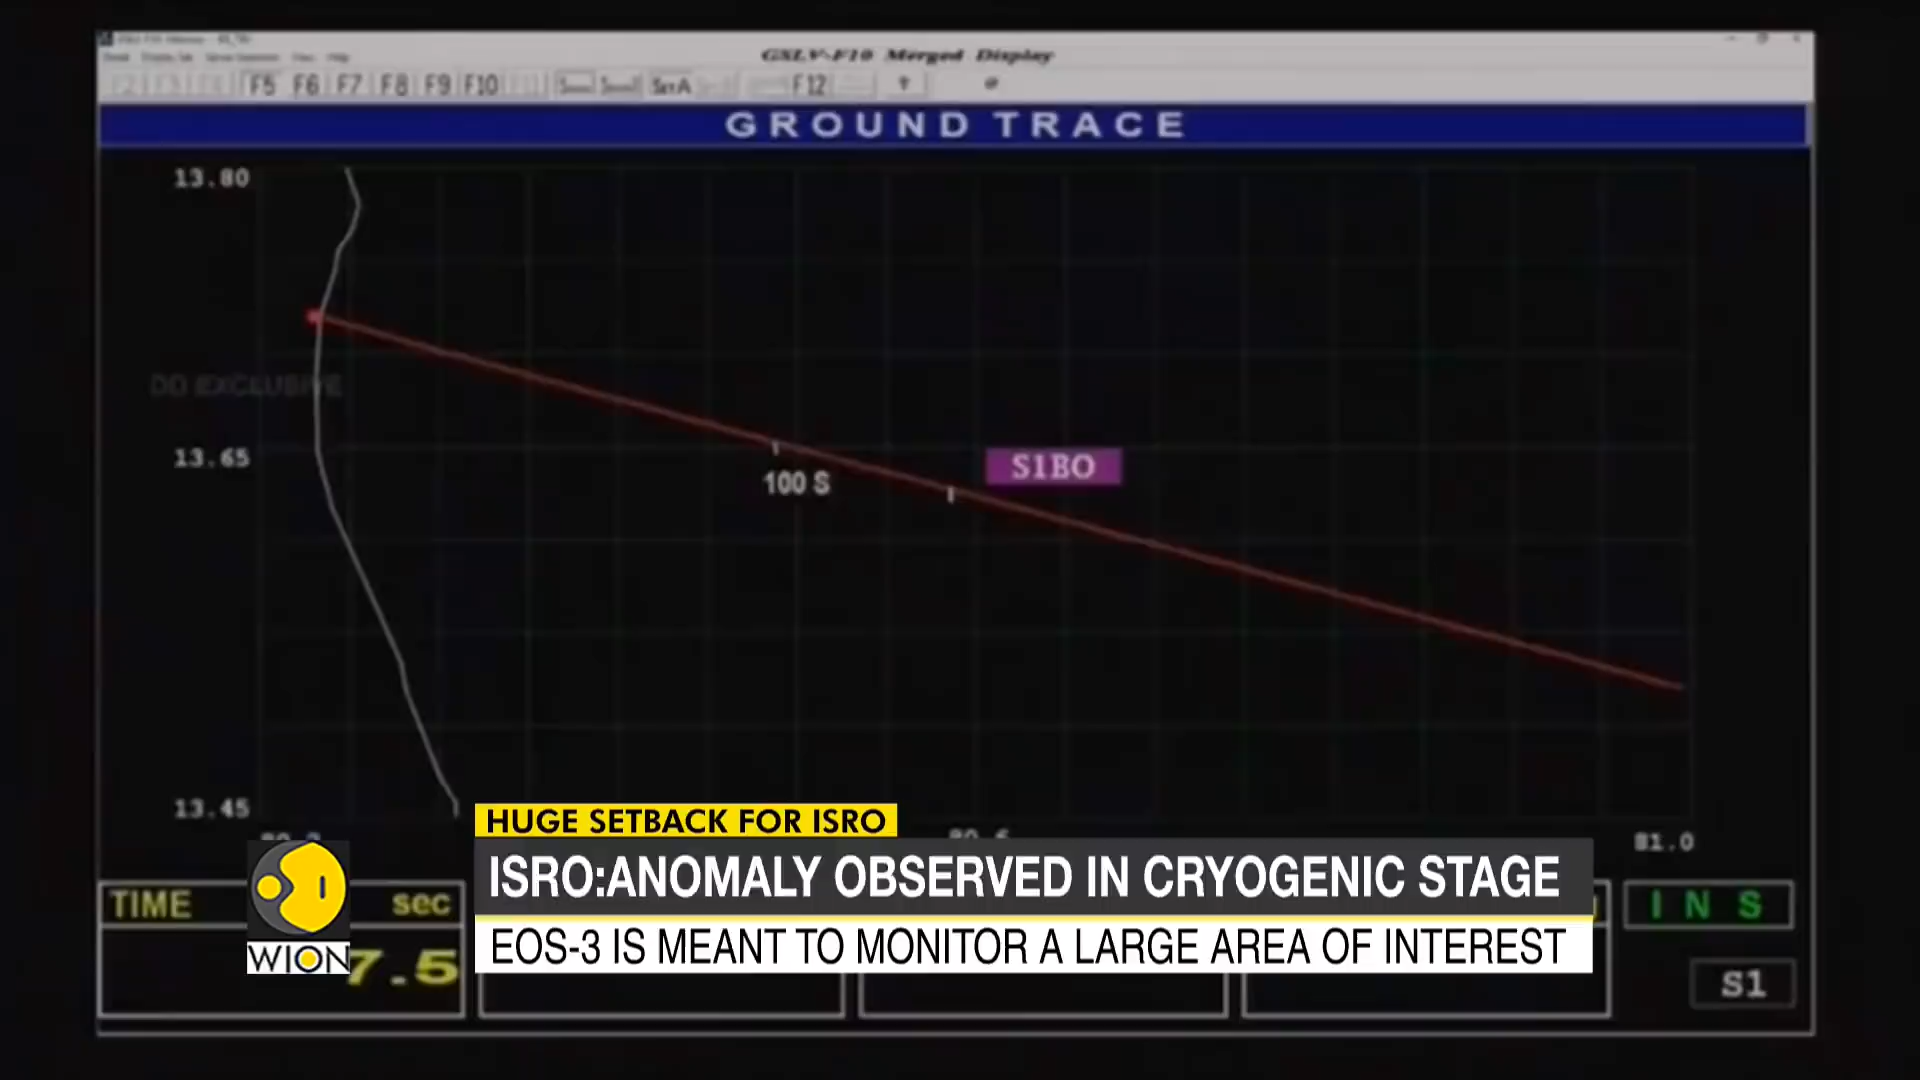 GSLV-F10 Merged Display
F5 F6 F7 F8 F9 F10 F12
GROUND TRACE
13.80
DD EXCLUSIVE
13.65
S1BO
100 S
13.45
81.0
HUGE SETBACK FOR ISRO
ISRO:ANOMALY OBSERVED IN CRYOGENIC STAGE
EOS-3 IS MEANT TO MONITOR A LARGE AREA OF INTEREST
TIME sec
INS
WION
7.5
S1